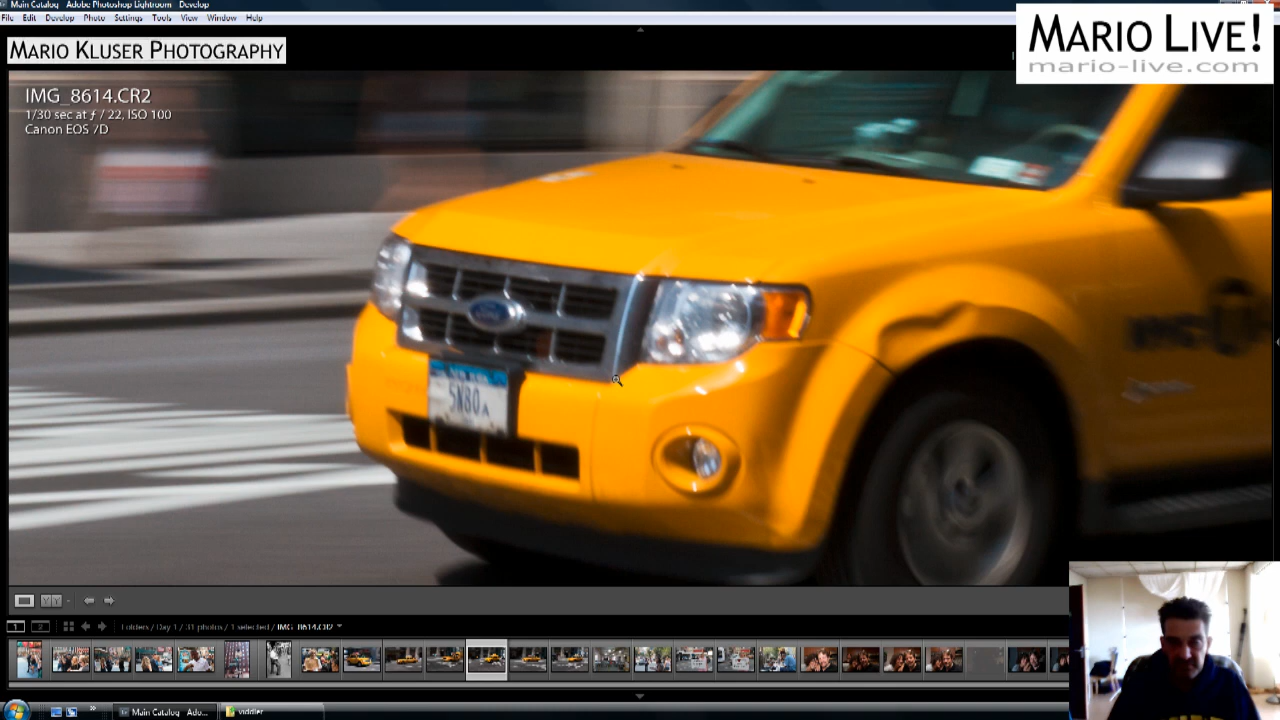 Main Catalog - Adobe Photoshop Lightroom - Develop
File Edit Develop Photo Settings Tools View Window Help
MARIO KLUSER PHOTOGRAPHY
MARIO LIVE!
mario-live.com
IMG_8614.CR2
1/30 sec at ƒ / 22, ISO 100
Canon EOS 7D
Ford
5N80A
1 2 Folders / Day 1 / 31 photos / 1 selected / IMG_8614.CR2
Main Catalog - Ado... viddler